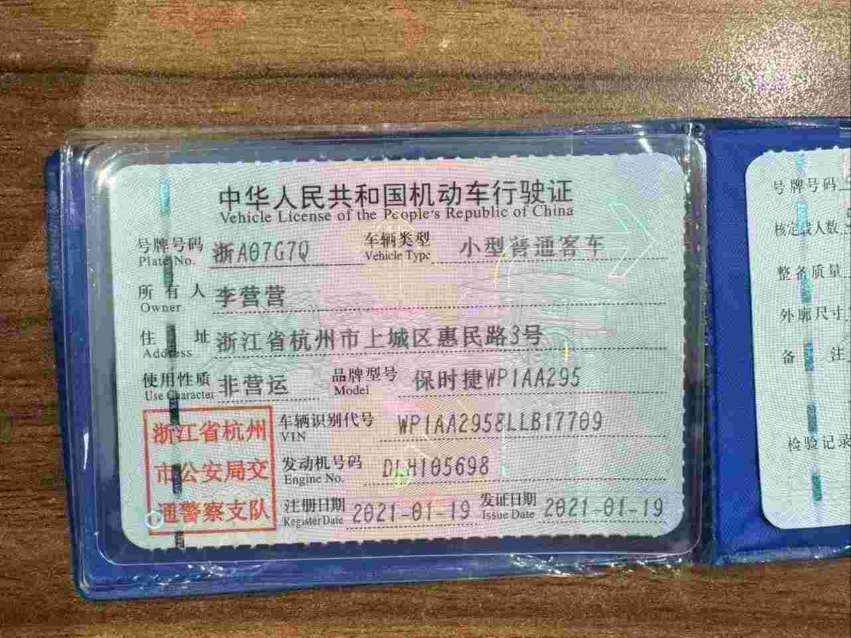 中华人民共和国机动车行驶证
Vehicle License of the People's Republic of China
号牌号码 浙A07G7Q 车辆类型 小型普通客车
Plate No. Vehicle Type
所有人 李营营
Owner
住址 浙江省杭州市上城区惠民路3号
Address
使用性质 非营运 品牌型号 保时捷WP1AA295
Use Character Model
浙江省杭州
市公安局交
通警察支队
车辆识别代号 WP1AA2958LLB17709
VIN
发动机号码 DLH105698
Engine No.
注册日期 2021-01-19 发证日期 2021-01-19
Register Date Issue Date
号牌号码
核定载人数
整备质量
外廓尺寸
备注
检验记录